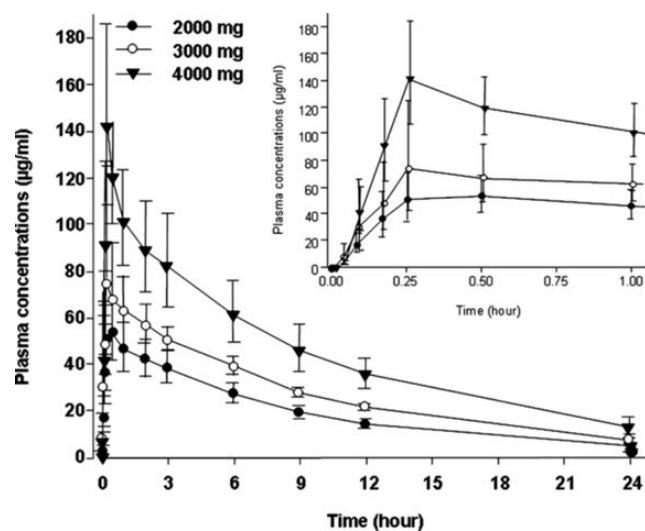 2000 mg
3000 mg
4000 mg
Plasma concentrations (µg/ml)
180
160
140
120
100
80
60
40
20
0
0 3 6 9 12 15 18 21 24
Time (hour)
Plasma concentrations (µg/ml)
180
160
140
120
100
80
60
40
20
0
0.00 0.25 0.50 0.75 1.00
Time (hour)